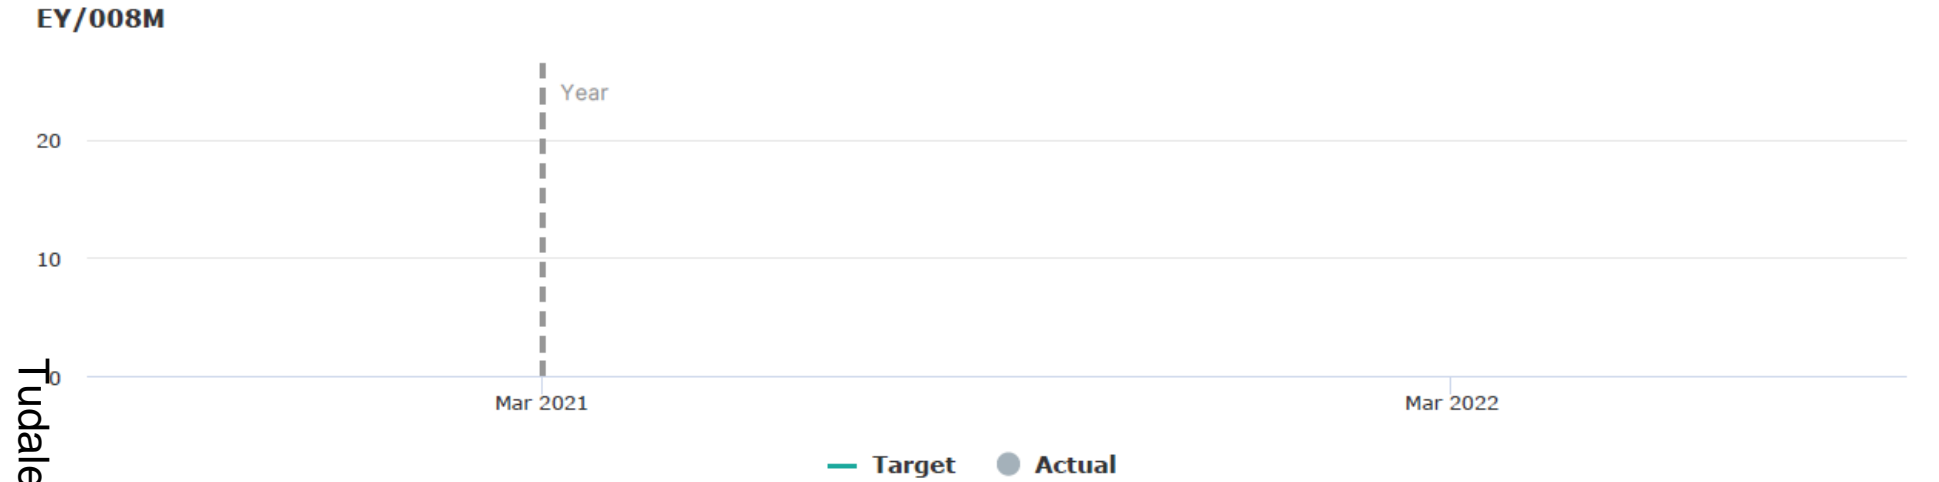 EY/008M
Year
20
10
0
Mar 2021 Mar 2022
Target Actual
Tudale